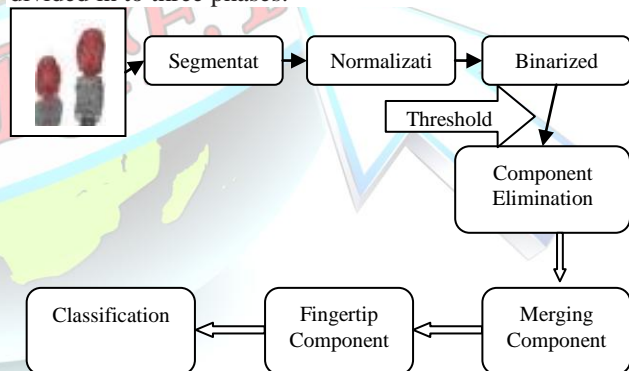 divided in to three phases.
Segmentat
Normalizati
Binarized
Threshold
Component
Elimination
Classification
Fingertip
Component
Merging
Component